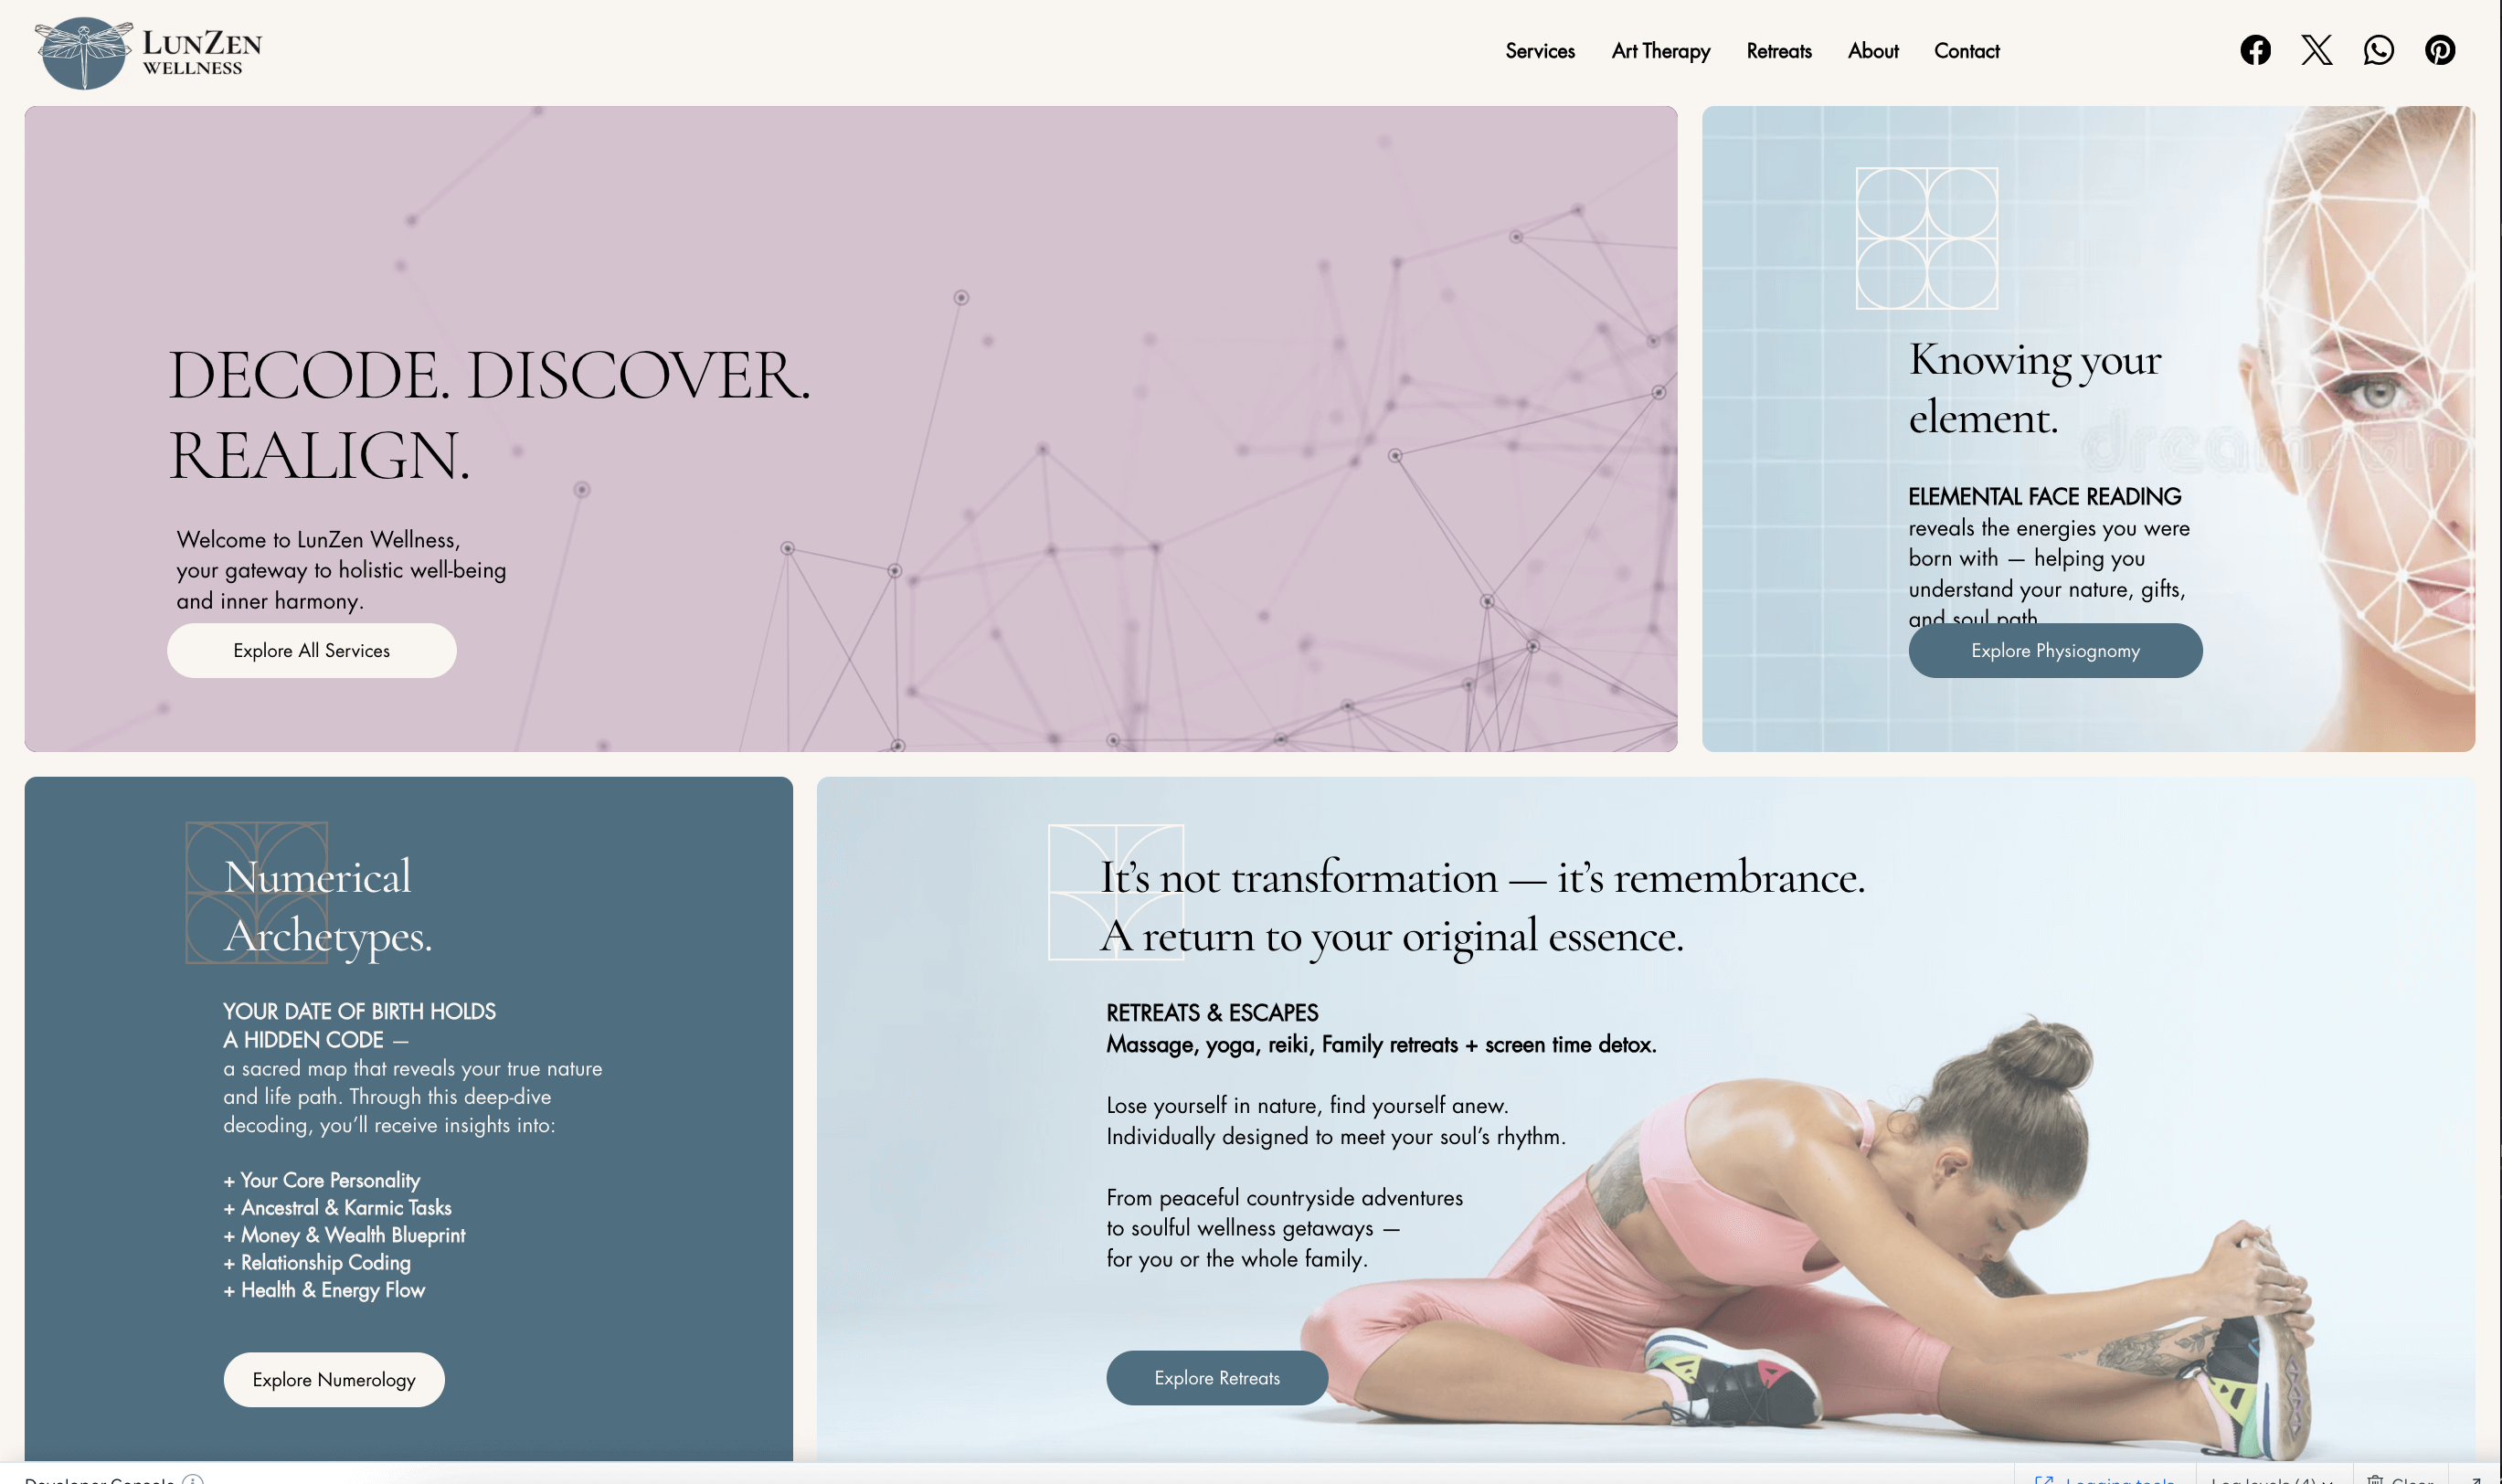 LUNZEN
WELLNESS
Services
Art Therapy
Retreats
About
Contact
DECODE. DISCOVER.
REALIGN.
Welcome to LunZen Wellness,
your gateway to holistic well-being
and inner harmony.
Explore All Services
Knowing your
element.
ELEMENTAL FACE READING
reveals the energies you were
born with — helping you
understand your nature, gifts,
and soul path
Explore Physiognomy
Numerical
Archetypes.
YOUR DATE OF BIRTH HOLDS
A HIDDEN CODE —
a sacred map that reveals your true nature
and life path. Through this deep-dive
decoding, you’ll receive insights into:
+ Your Core Personality
+ Ancestral & Karmic Tasks
+ Money & Wealth Blueprint
+ Relationship Coding
+ Health & Energy Flow
Explore Numerology
It’s not transformation — it’s remembrance.
A return to your original essence.
RETREATS & ESCAPES
Massage, yoga, reiki, Family retreats + screen time detox.
Lose yourself in nature, find yourself anew.
Individually designed to meet your soul’s rhythm.
From peaceful countryside adventures
to soulful wellness getaways —
for you or the whole family.
Explore Retreats
Developer Console
Logging tools
Log levels (4)
Clear